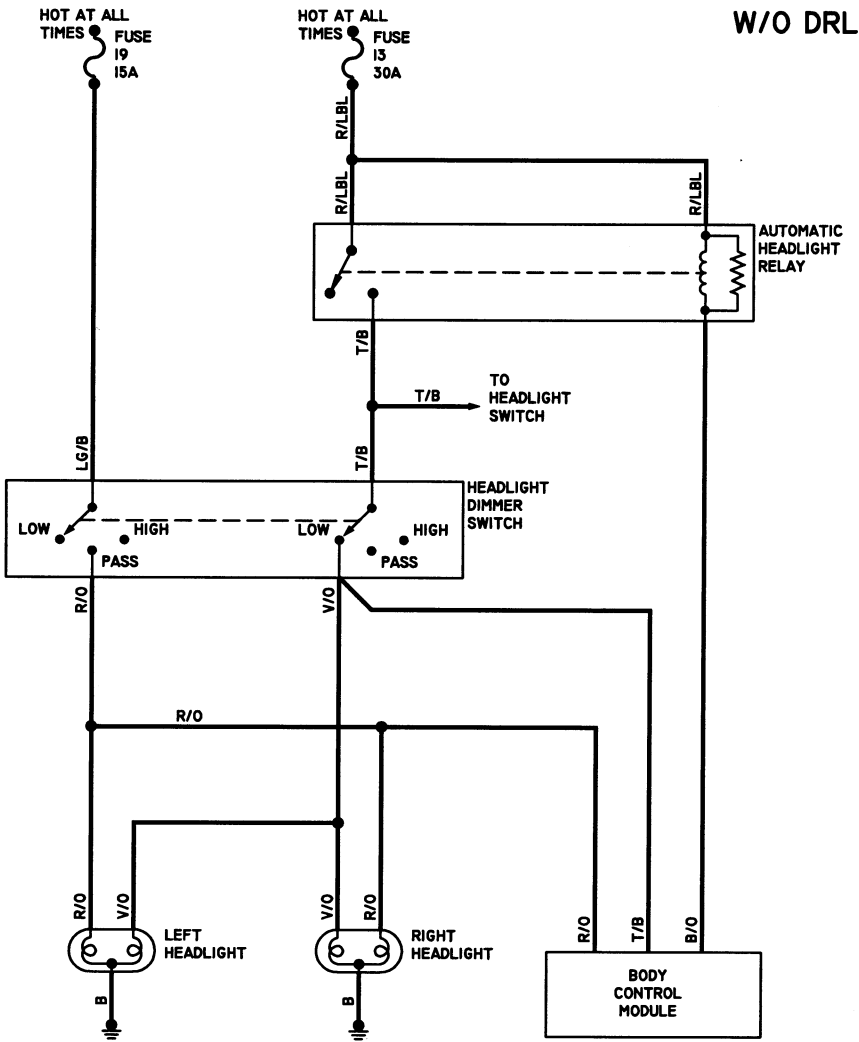 HOT AT ALL
TIMES
FUSE
19
15A
HOT AT ALL
TIMES
FUSE
13
30A
W/O DRL
R/LBL
R/LBL
R/LBL
AUTOMATIC
HEADLIGHT
RELAY
T/B
T/B
TO
HEADLIGHT
SWITCH
LG/B
T/B
HEADLIGHT
DIMMER
SWITCH
LOW
HIGH
PASS
LOW
HIGH
PASS
R/O
V/O
R/O
R/O
V/O
LEFT
HEADLIGHT
V/O
R/O
RIGHT
HEADLIGHT
R/O
T/B
B/O
B
B
BODY
CONTROL
MODULE